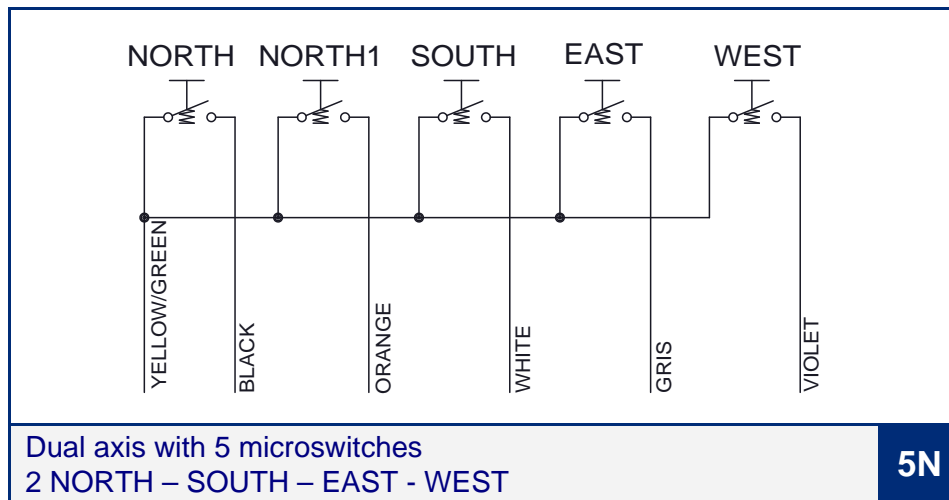 NORTH NORTH1 SOUTH EAST WEST
YELLOW/GREEN
BLACK
ORANGE
WHITE
GRIS
VIOLET
Dual axis with 5 microswitches
2 NORTH – SOUTH – EAST - WEST
5N